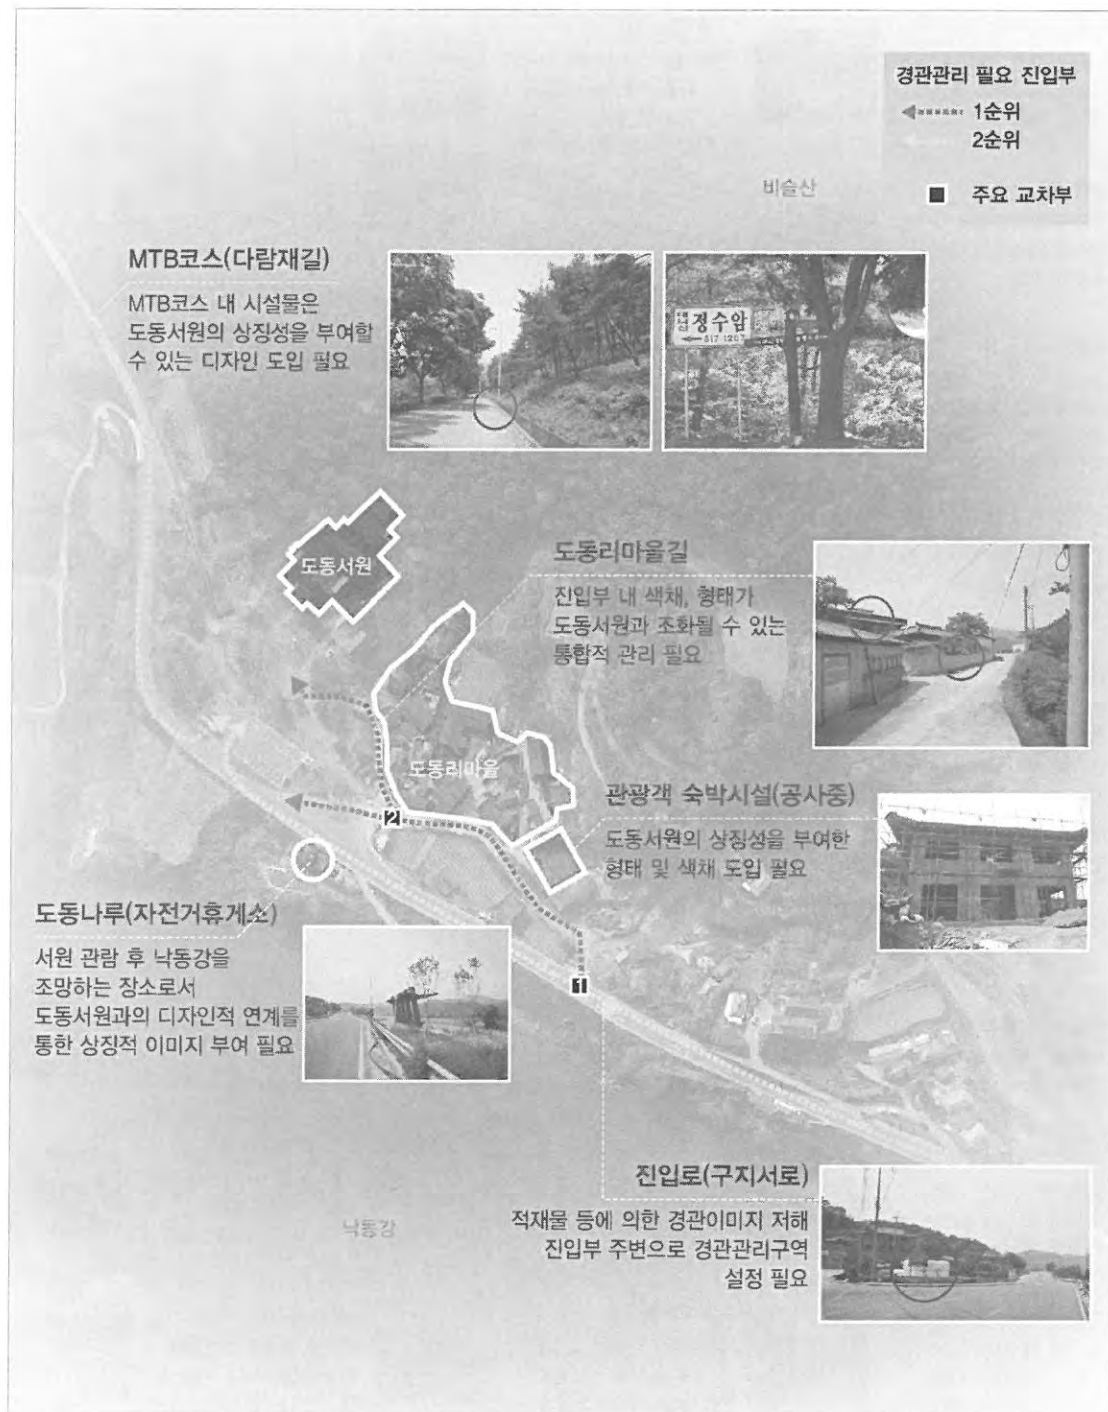 경관관리 필요 진입부
1순위
2순위
주요 교차부
비슬산
MTB코스(다람재길)
MTB코스 내 시설물은
도동서원의 상징성을 부여할
수 있는 디자인 도입 필요
정수암
517-1207
도동서원
도동리마을길
진입부 내 색채, 형태가
도동서원과 조화될 수 있는
통합적 관리 필요
도동리마을
관광객 숙박시설(공사중)
도동서원의 상징성을 부여한
형태 및 색채 도입 필요
2
도동나루(자전거휴게소)
서원 관람 후 낙동강을
조망하는 장소로서
도동서원과의 디자인적 연계를
통한 상징적 이미지 부여 필요
1
진입로(구지서로)
적재물 등에 의한 경관이미지 저해
진입부 주변으로 경관관리구역
설정 필요
낙동강